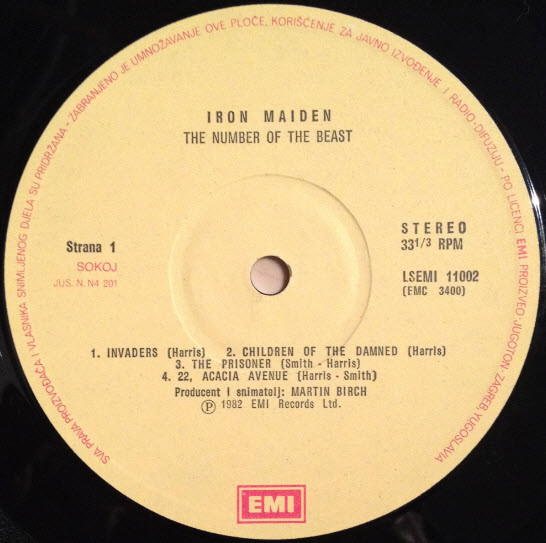 SVA PRAVA PROIZVOĐAČA I VLASNIKA SNIMLJENOG DJELA SU PRIDRŽANA - ZABRANJENO JE UMNOŽAVANJE OVE PLOČE, KORIŠĆENJE ZA JAVNO IZVOĐENJE I RADIO-DIFUZIJU - PO LICENCI EMI PROIZVEO-JUGOTON ZAGREB YUGOSLAVIA
IRON MAIDEN
THE NUMBER OF THE BEAST
Strana 1
SOKOJ
JUS. N. N4 201
STEREO
33 1/3 RPM
LSEMI 11002
(EMC 3400)
1. INVADERS (Harris) 2. CHILDREN OF THE DAMNED (Harris)
3. THE PRISONER (Smith - Harris)
4. 22, ACACIA AVENUE (Harris - Smith)
Producent i snimatelj: MARTIN BIRCH
Ⓟ 1982 EMI Records Ltd.
EMI